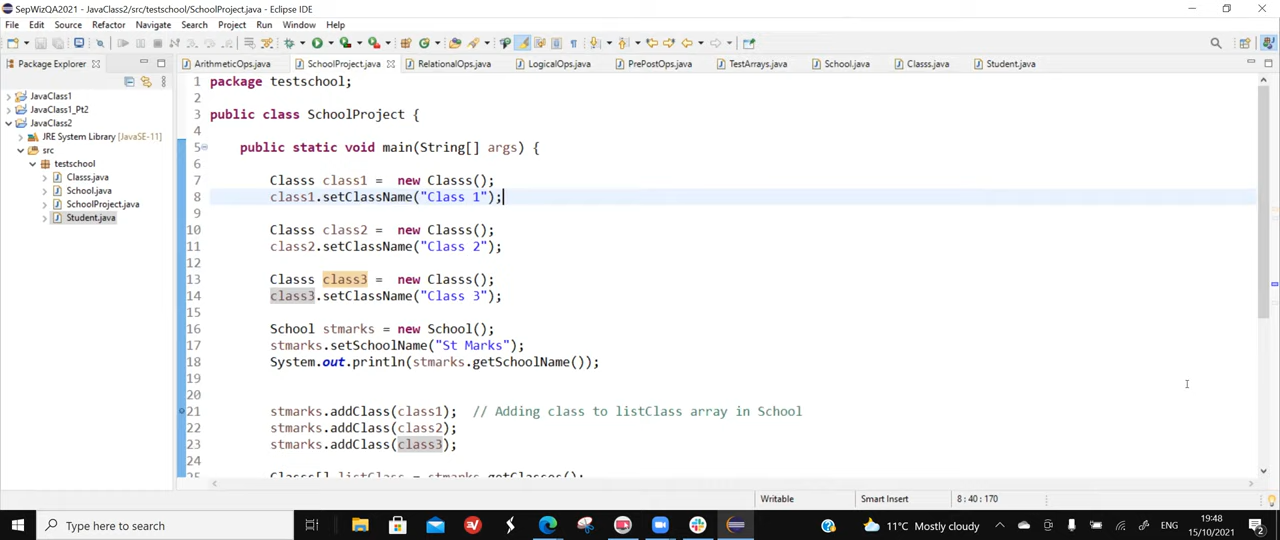 SepWizQA2021 - JavaClass2/src/testschool/SchoolProject.java - Eclipse IDE
File Edit Source Refactor Navigate Search Project Run Window Help
Package Explorer
ArithmeticOps.java SchoolProject.java RelationalOps.java LogicalOps.java PrePostOps.java TestArrays.java School.java Classs.java Student.java
JavaClass1
JavaClass1_Pt2
JavaClass2
JRE System Library [JavaSE-11]
src
testschool
Classs.java
School.java
SchoolProject.java
Student.java
1 package testschool;
2
3 public class SchoolProject {
4
5 public static void main(String[] args) {
6
7 Classs class1 = new Classs();
8 class1.setClassName("Class 1");
9
10 Classs class2 = new Classs();
11 class2.setClassName("Class 2");
12
13 Classs class3 = new Classs();
14 class3.setClassName("Class 3");
15
16 School stmarks = new School();
17 stmarks.setSchoolName("St Marks");
18 System.out.println(stmarks.getSchoolName());
19
20
21 stmarks.addClass(class1); // Adding class to listClass array in School
22 stmarks.addClass(class2);
23 stmarks.addClass(class3);
24
25 Classs[] listClass = stmarks.getClasses();
Writable Smart Insert 8 : 40 : 170
Type here to search
11°C Mostly cloudy ENG
19:48
15/10/2021
2